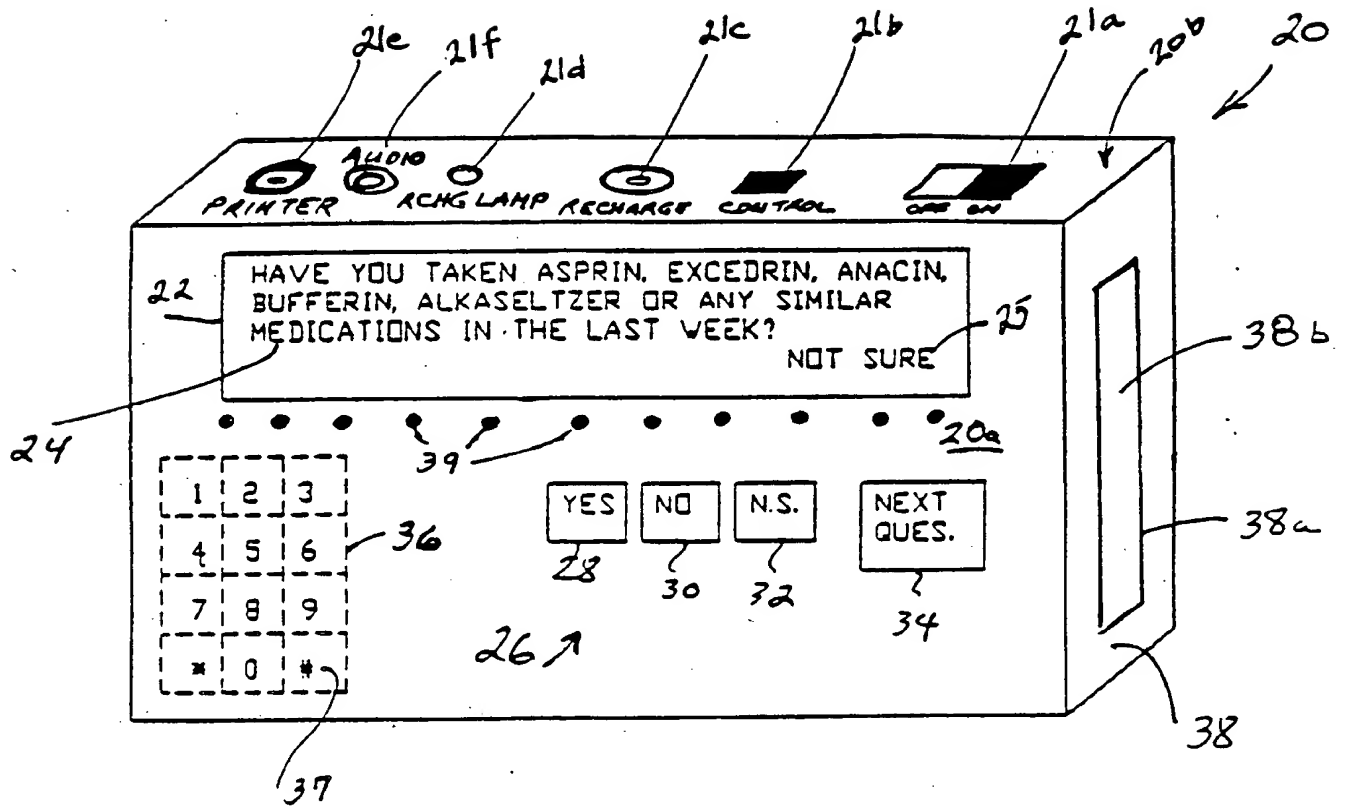 21e 21f 21d 21c 21b 21a 20b 20
AUDIO
PRINTER RCHG LAMP RECHARGE CONTROL OFF ON
22
HAVE YOU TAKEN ASPRIN, EXCEDRIN, ANACIN,
BUFFERIN, ALKASELTZER OR ANY SIMILAR
MEDICATIONS IN THE LAST WEEK?
NOT SURE
25
38b
24
39
20a
1 2 3
4 5 6
7 8 9
* 0 #
36
YES NO N.S. NEXT
QUES.
28 30 32 34
38a
26
38
37